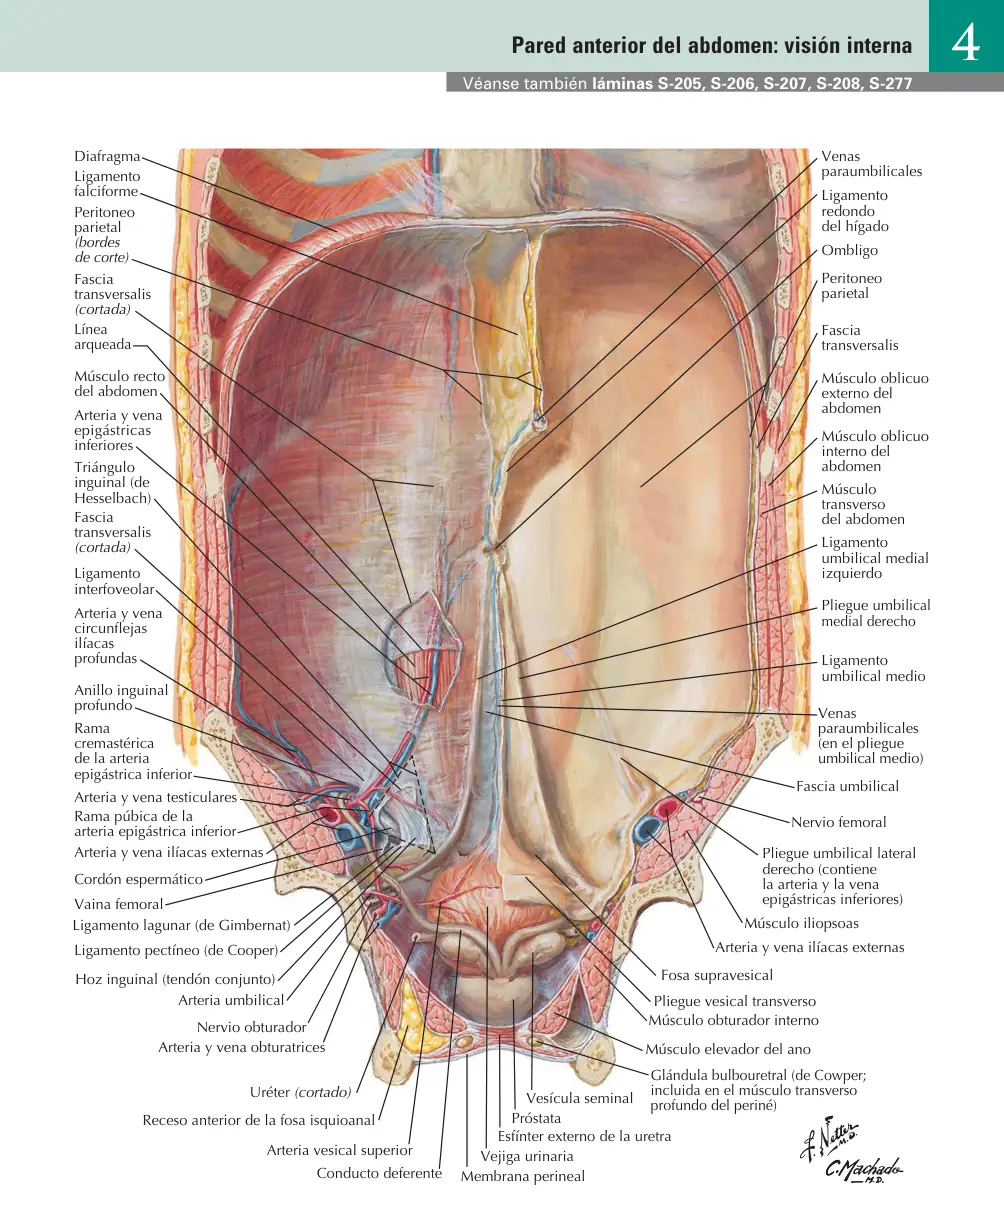 Pared anterior del abdomen: visión interna
4
Véanse también láminas S-205, S-206, S-207, S-208, S-277
Diafragma
Ligamento
falciforme
Peritoneo
parietal
(bordes
de corte)
Fascia
transversalis
(cortada)
Línea
arqueada
Músculo recto
del abdomen
Arteria y vena
epigástricas
inferiores
Triángulo
inguinal (de
Hesselbach)
Fascia
transversalis
(cortada)
Ligamento
interfoveolar
Arteria y vena
circunflejas
ilíacas
profundas
Anillo inguinal
profundo
Rama
cremastérica
de la arteria
epigástrica inferior
Arteria y vena testiculares
Rama púbica de la
arteria epigástrica inferior
Arteria y vena ilíacas externas
Cordón espermático
Vaina femoral
Ligamento lagunar (de Gimbernat)
Ligamento pectíneo (de Cooper)
Hoz inguinal (tendón conjunto)
Arteria umbilical
Nervio obturador
Arteria y vena obturatrices
Uréter (cortado)
Receso anterior de la fosa isquioanal
Arteria vesical superior
Conducto deferente
Venas
paraumbilicales
Ligamento
redondo
del hígado
Ombligo
Peritoneo
parietal
Fascia
transversalis
Músculo oblicuo
externo del
abdomen
Músculo oblicuo
interno del
abdomen
Músculo
transverso
del abdomen
Ligamento
umbilical medial
izquierdo
Pliegue umbilical
medial derecho
Ligamento
umbilical medio
Venas
paraumbilicales
(en el pliegue
umbilical medio)
Fascia umbilical
Nervio femoral
Pliegue umbilical lateral
derecho (contiene
la arteria y la vena
epigástricas inferiores)
Músculo iliopsoas
Arteria y vena ilíacas externas
Fosa supravesical
Pliegue vesical transverso
Músculo obturador interno
Músculo elevador del ano
Glándula bulbouretral (de Cowper;
incluida en el músculo transverso
profundo del periné)
Vesícula seminal
Próstata
Esfínter externo de la uretra
Vejiga urinaria
Membrana perineal
F. Netter
M.D.
C. Machado
M.D.